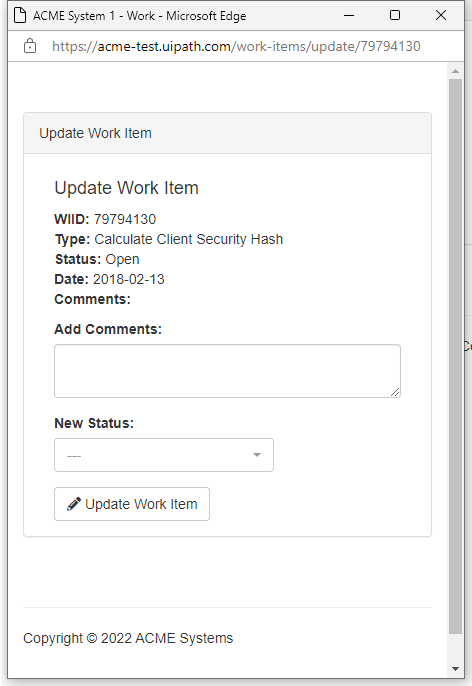 ACME System 1 - Work - Microsoft Edge
https://acme-test.uipath.com/work-items/update/79794130
Update Work Item
Update Work Item
WIID: 79794130
Type: Calculate Client Security Hash
Status: Open
Date: 2018-02-13
Comments:
Add Comments:
New Status:
---
Update Work Item
Copyright © 2022 ACME Systems